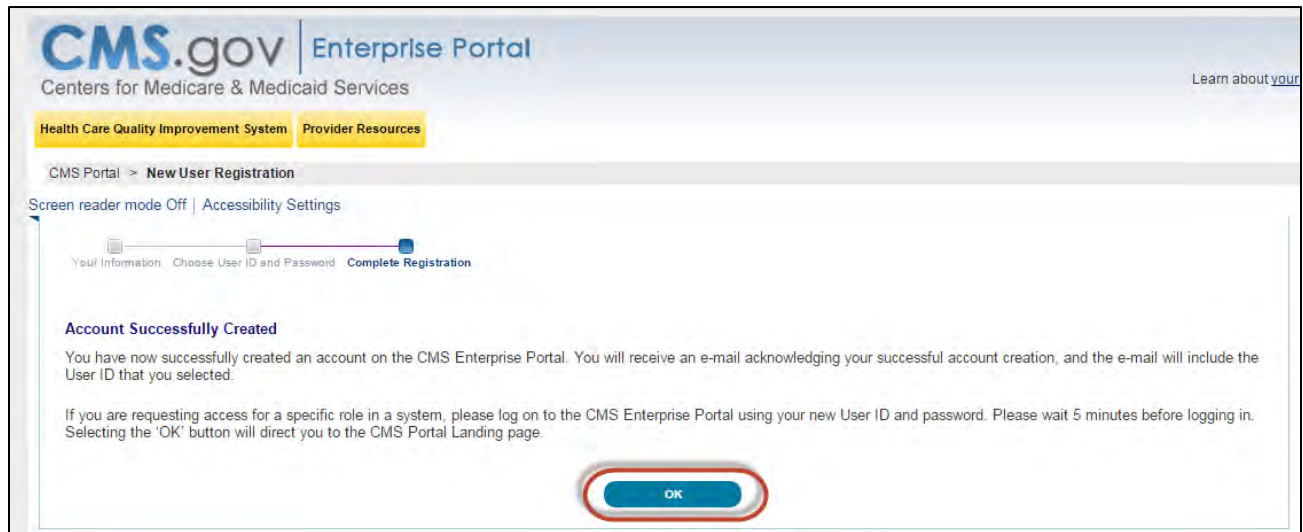 CMS.gov Enterprise Portal
Centers for Medicare & Medicaid Services
Learn about your
Health Care Quality Improvement System Provider Resources
CMS Portal > New User Registration
Screen reader mode Off | Accessibility Settings
Your Information Choose User ID and Password Complete Registration
Account Successfully Created
You have now successfully created an account on the CMS Enterprise Portal. You will receive an e-mail acknowledging your successful account creation, and the e-mail will include the
User ID that you selected.
If you are requesting access for a specific role in a system, please log on to the CMS Enterprise Portal using your new User ID and password. Please wait 5 minutes before logging in.
Selecting the 'OK' button will direct you to the CMS Portal Landing page.
OK